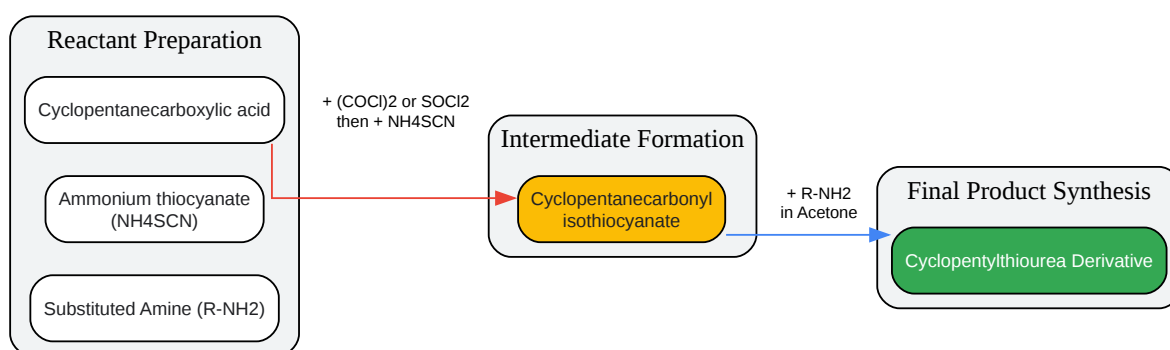 Reactant Preparation
Cyclopentanecarboxylic acid
Ammonium thiocyanate
(NH4SCN)
Substituted Amine (R-NH2)
+ (COCl)2 or SOCl2
then + NH4SCN
Intermediate Formation
Cyclopentanecarbonyl
isothiocyanate
+ R-NH2
in Acetone
Final Product Synthesis
Cyclopentylthiourea Derivative